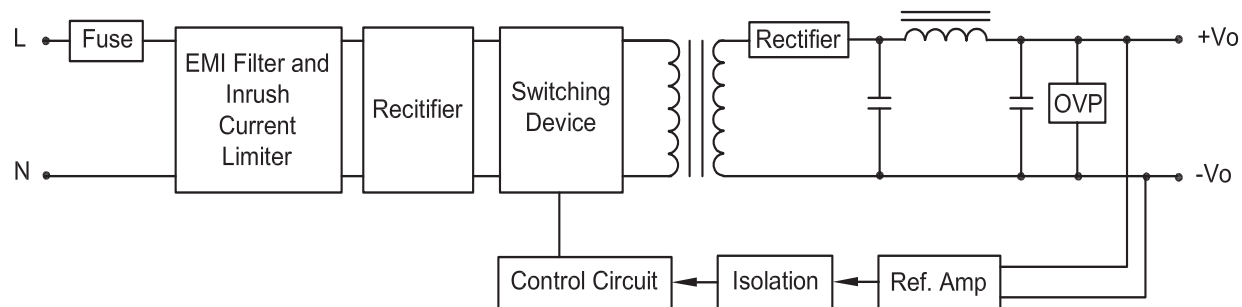 L
Fuse
EMI Filter and
Inrush
Current
Limiter
Recitifier
Switching
Device
Rectifier
OVP
+Vo
N
-Vo
Control Circuit
Isolation
Ref. Amp